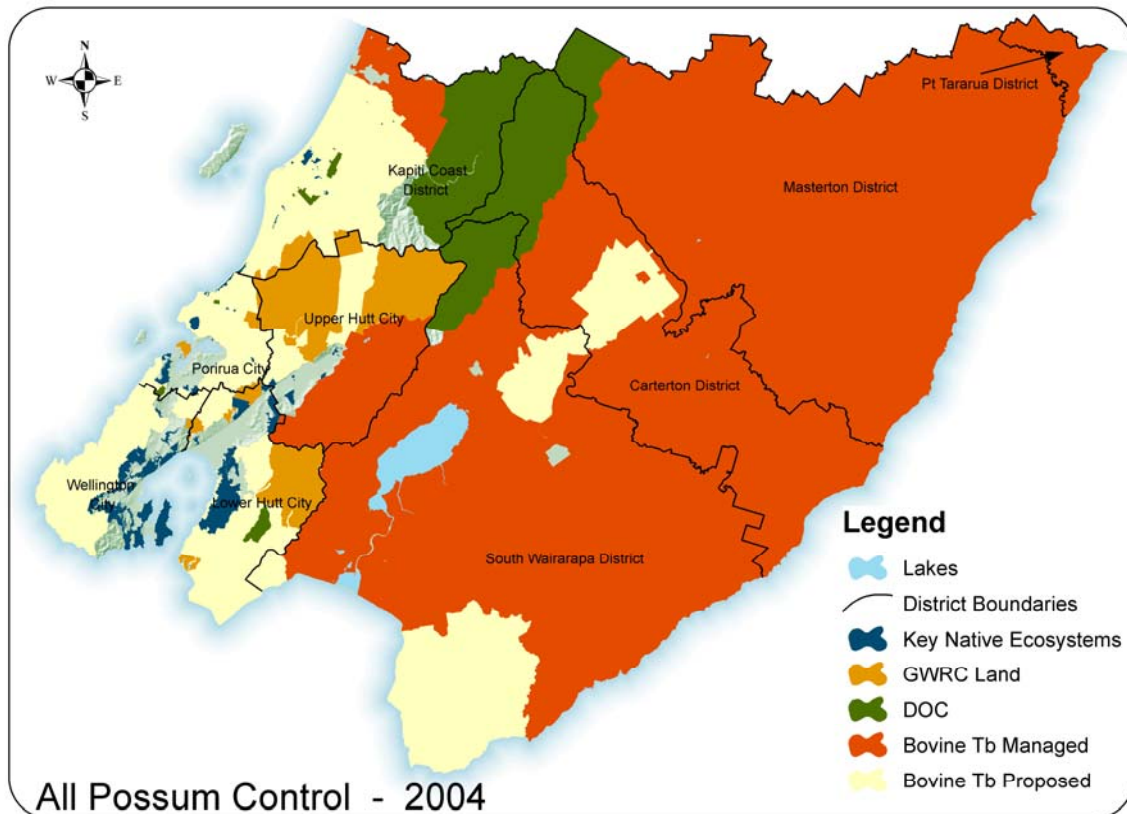 N
W E
S
Pt Tararua District
Kapiti Coast
District
Masterton District
Upper Hutt City
Porirua City
Carterton District
Wellington
City
Lower Hutt City
South Wairarapa District
Legend
Lakes
District Boundaries
Key Native Ecosystems
GWRC Land
DOC
Bovine Tb Managed
Bovine Tb Proposed
All Possum Control - 2004